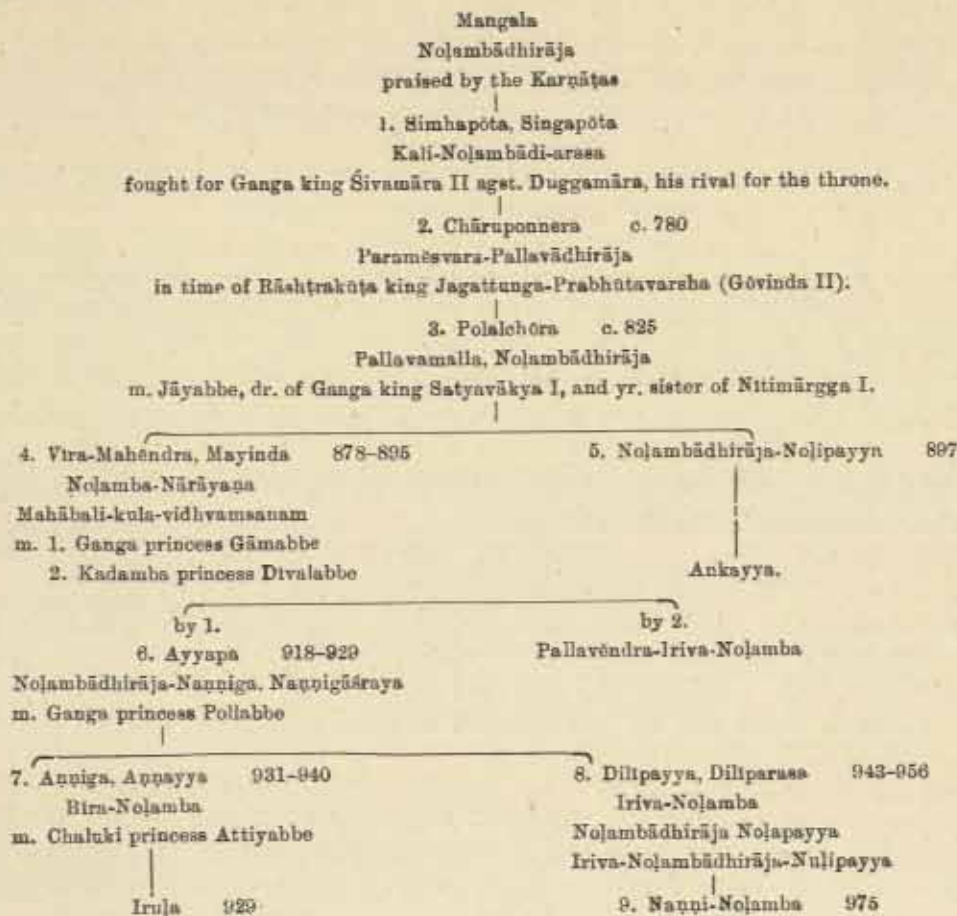 Mangala
Noḷambādhirāja
praised by the Karṇāṭas
1. Simhapōta, Singapōta
Kali-Noḷambādi-arasa
fought for Ganga king Śivamāra II agst. Duggamāra, his rival for the throne.
2. Chāruponnera c. 780
Paramēsvara-Pallavādhirāja
in time of Rāshṭrakūṭa king Jagattunga-Prabhūtavarsha (Gōvinda II).
3. Polalchōra c. 825
Pallavamalla, Noḷambādhirāja
m. Jāyabbe, dr. of Ganga king Satyavākya I, and yr. sister of Nītimārgga I.
4. Vīra-Mahēndra, Mayinda 878-895
Noḷamba-Nārāyaṇa
Mahābali-kula-vidhvamsanam
m. 1. Ganga princess Gāmabbe
2. Kadamba princess Dīvalabbe
5. Noḷambādhirāja-Noḷipayya 897
Ankayya.
by 1.
6. Ayyapa 918-929
Noḷambādhirāja-Naṇṇiga, Naṇṇigāśraya
m. Ganga princess Pollabbe
by 2.
Pallavēndra-Iriva-Noḷamba
7. Aṇṇiga, Aṇṇayya 931-940
Bīra-Noḷamba
m. Chaluki princess Attiyabbe
Iruḷa 929
8. Dilīpayya, Dilīparasa 943-956
Iriva-Noḷamba
Noḷambādhirāja Noḷapayya
Iriva-Noḷambādhirāja-Nuḷipayya
9. Naṇṇi-Noḷamba 975